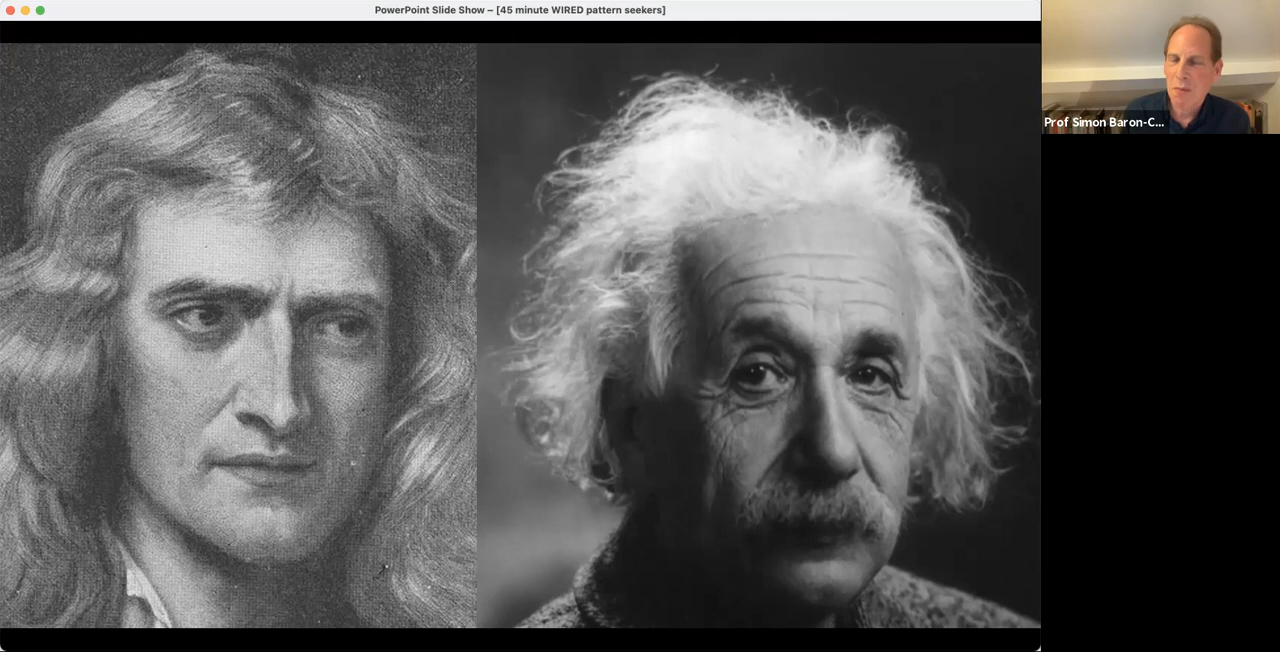 PowerPoint Slide Show – [45 minute WIRED pattern seekers]
Prof Simon Baron-C...